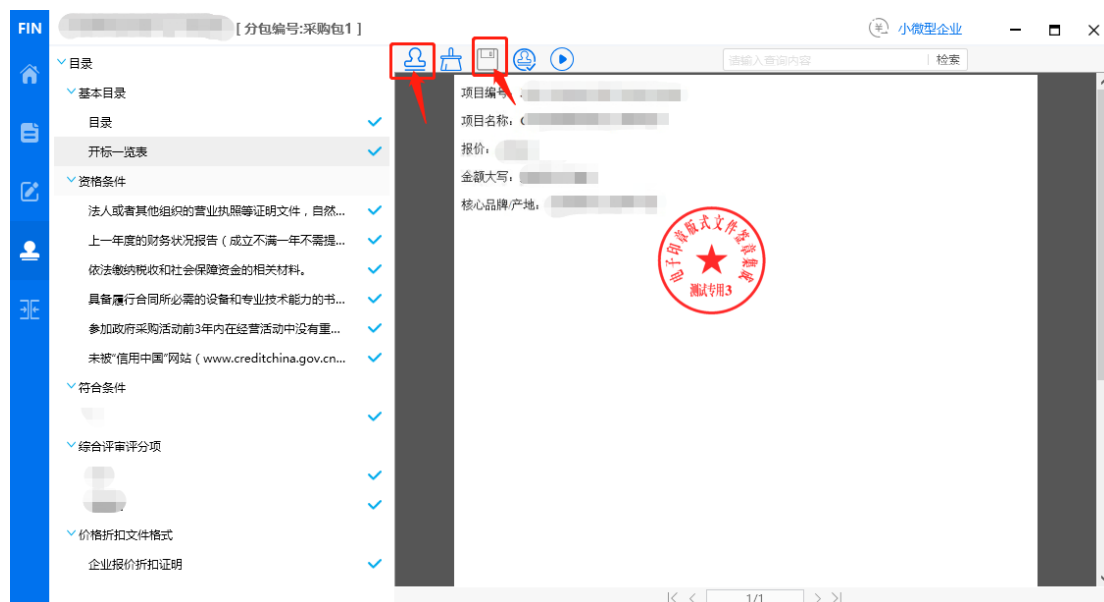 FIN
[ 分包编号:采购包1 ]
小微型企业
目录
请输入查询内容
检索
基本目录
目录
开标一览表
资格条件
法人或者其他组织的营业执照等证明文件，自然...
上一年度的财务状况报告（成立不满一年不需提...
依法缴纳税收和社会保障资金的相关材料。
具备履行合同所必需的设备和专业技术能力的书...
参加政府采购活动前3年内在经营活动中没有重...
未被“信用中国”网站（www.creditchina.gov.cn...
符合条件
综合评审评分项
价格折扣文件格式
企业报价折扣证明
项目编号：
项目名称：
报价：
金额大写：
核心品牌/产地：
电子印章版式文件签章集成
测试专用3
1/1